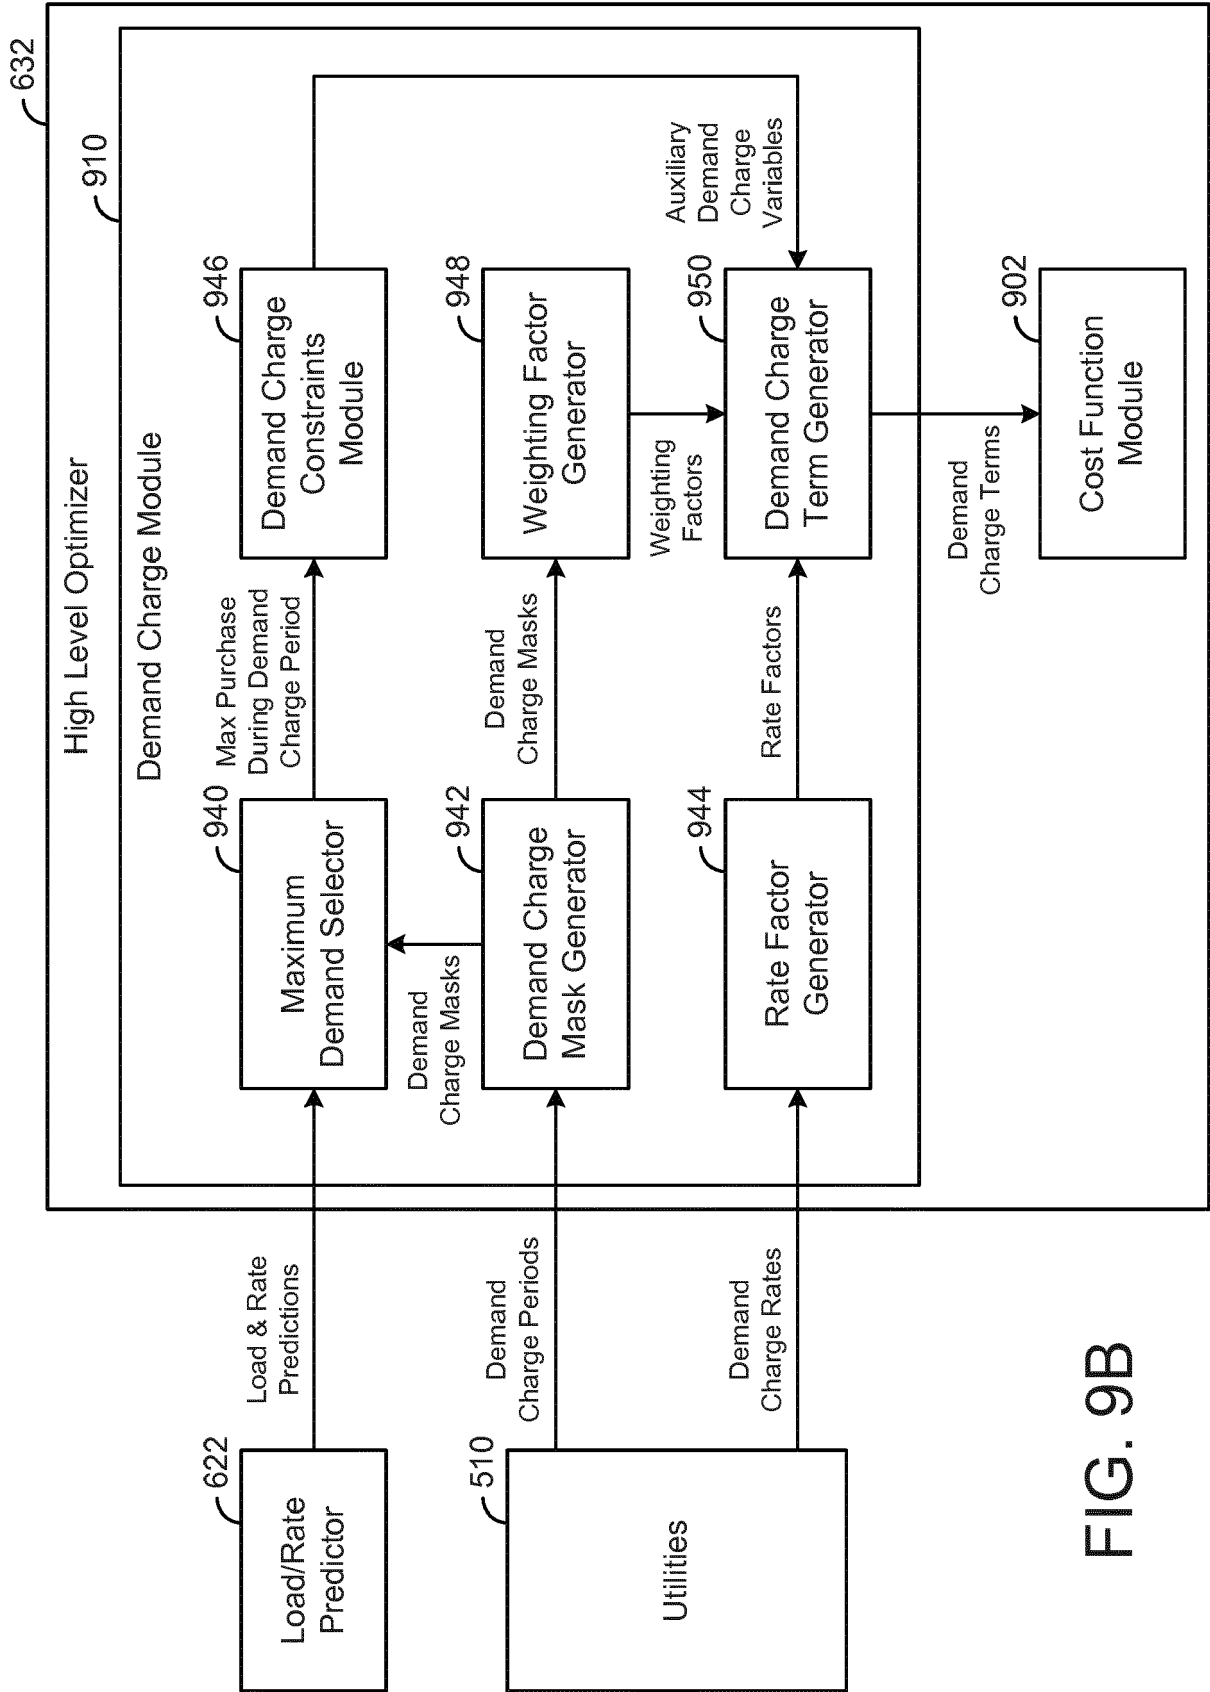 632
High Level Optimizer
910
Demand Charge Module
622
Load/Rate
Predictor
Load & Rate
Predictions
940
Maximum
Demand Selector
Max Purchase
During Demand
Charge Period
946
Demand Charge
Constraints
Module
Demand
Charge Masks
510
Utilities
Demand
Charge Periods
942
Demand Charge
Mask Generator
Demand
Charge Masks
948
Weighting Factor
Generator
Weighting
Factors
Auxiliary
Demand
Charge
Variables
Demand
Charge Rates
944
Rate Factor
Generator
Rate Factors
950
Demand Charge
Term Generator
Demand
Charge Terms
902
Cost Function
Module
FIG. 9B